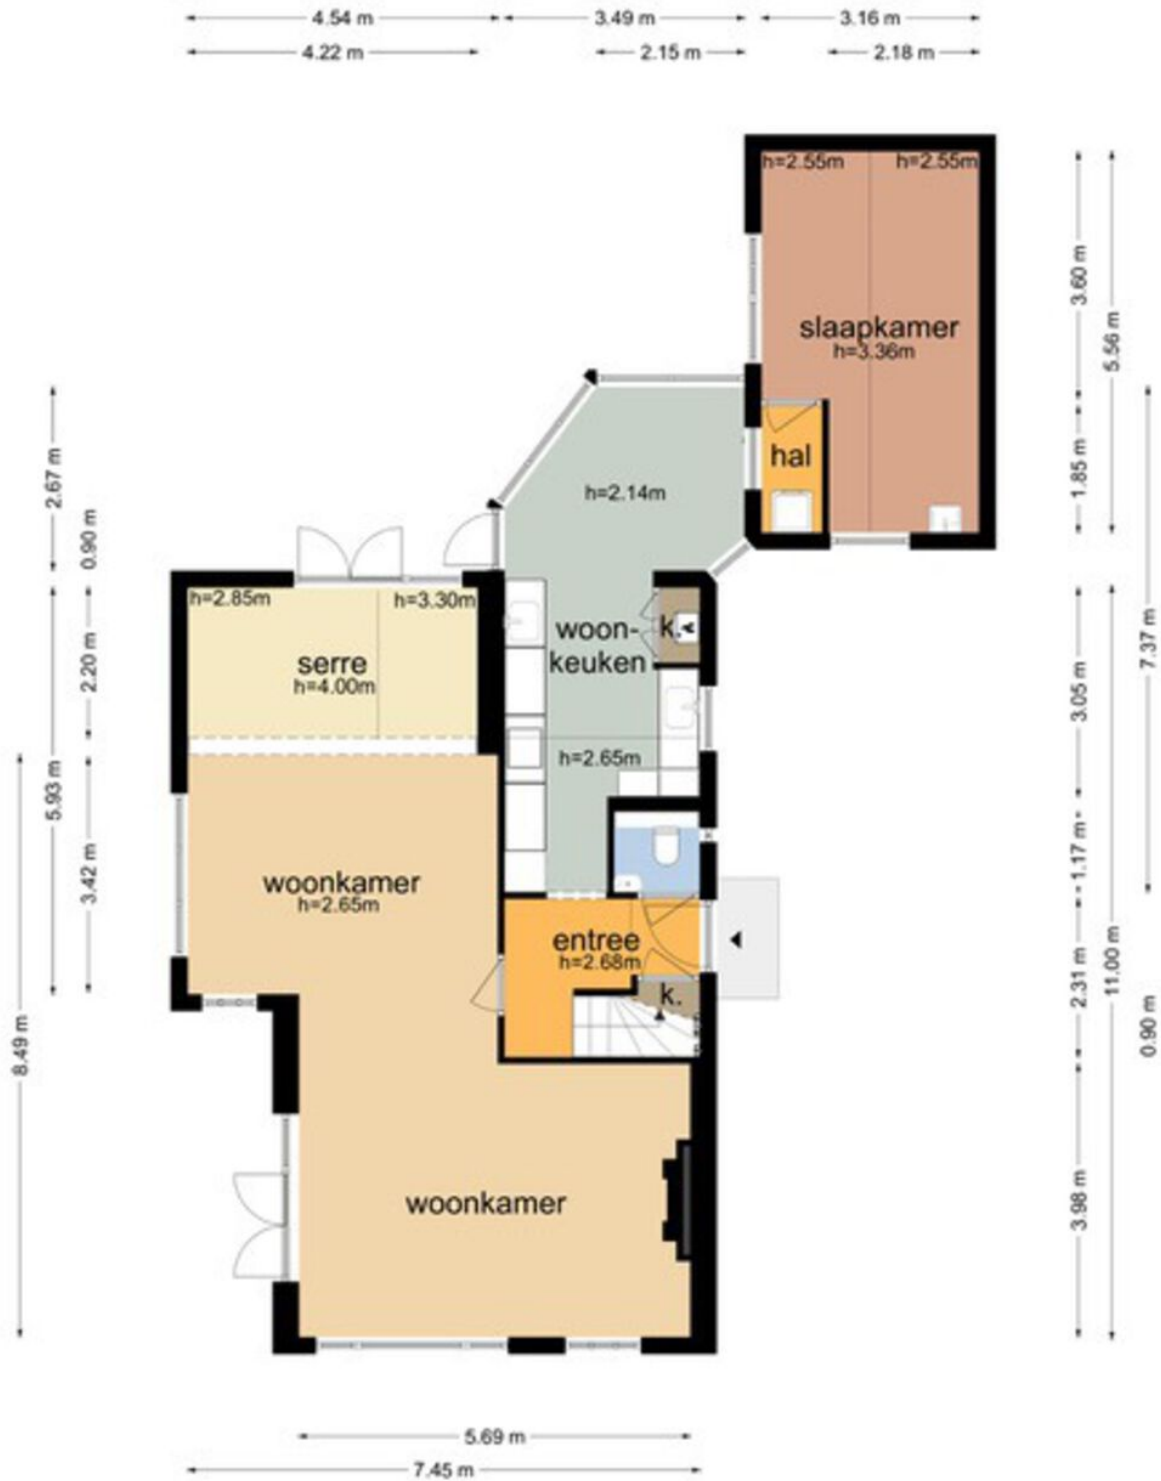 4.54 m
3.49 m
3.16 m
4.22 m
2.15 m
2.18 m
h=2.55m
h=2.55m
3.60 m
5.56 m
slaapkamer
h=3.36m
2.67 m
hal
1.85 m
h=2.14m
0.90 m
h=2.85m
h=3.30m
woon-
keuken
k.
7.37 m
serre
h=4.00m
2.20 m
3.05 m
h=2.65m
5.93 m
1.17 m
3.42 m
woonkamer
h=2.65m
entree
h=2.68m
k.
2.31 m
11.00 m
8.49 m
0.90 m
woonkamer
3.98 m
5.69 m
7.45 m